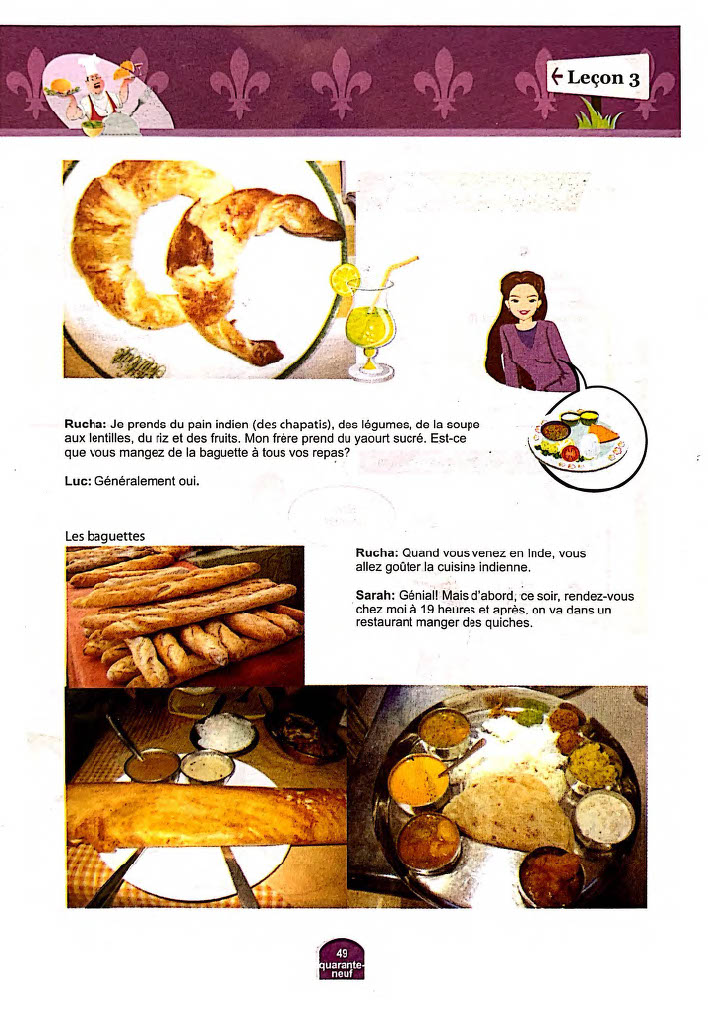 ← Leçon 3
Rucha: Je prends du pain indien (des chapatis), des légumes, de la soupe
aux lentilles, du riz et des fruits. Mon frère prend du yaourt sucré. Est-ce
que vous mangez de la baguette à tous vos repas?
Luc: Généralement oui.
Les baguettes
Rucha: Quand vous venez en Inde, vous
allez goûter la cuisine indienne.
Sarah: Génial! Mais d'abord, ce soir, rendez-vous
chez moi à 19 heures et après, on va dans un
restaurant manger des quiches.
49
quarante-
neuf